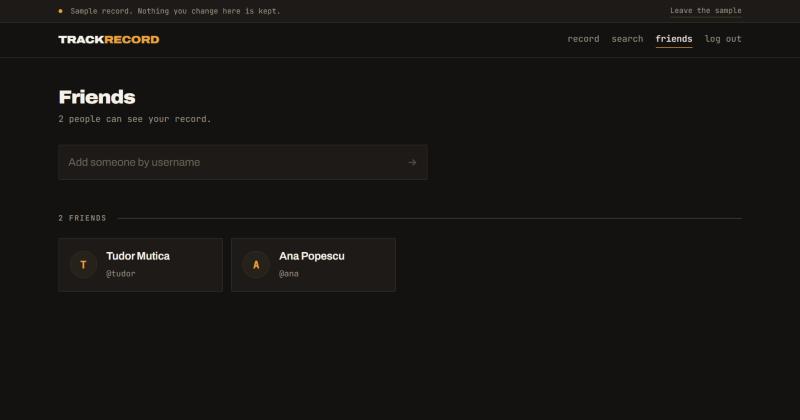 Sample record. Nothing you change here is kept.
Leave the sample
TRACKRECORD
record search friends log out
Friends
2 people can see your record.
Add someone by username →
2 FRIENDS
T
Tudor Mutica
@tudor
A
Ana Popescu
@ana